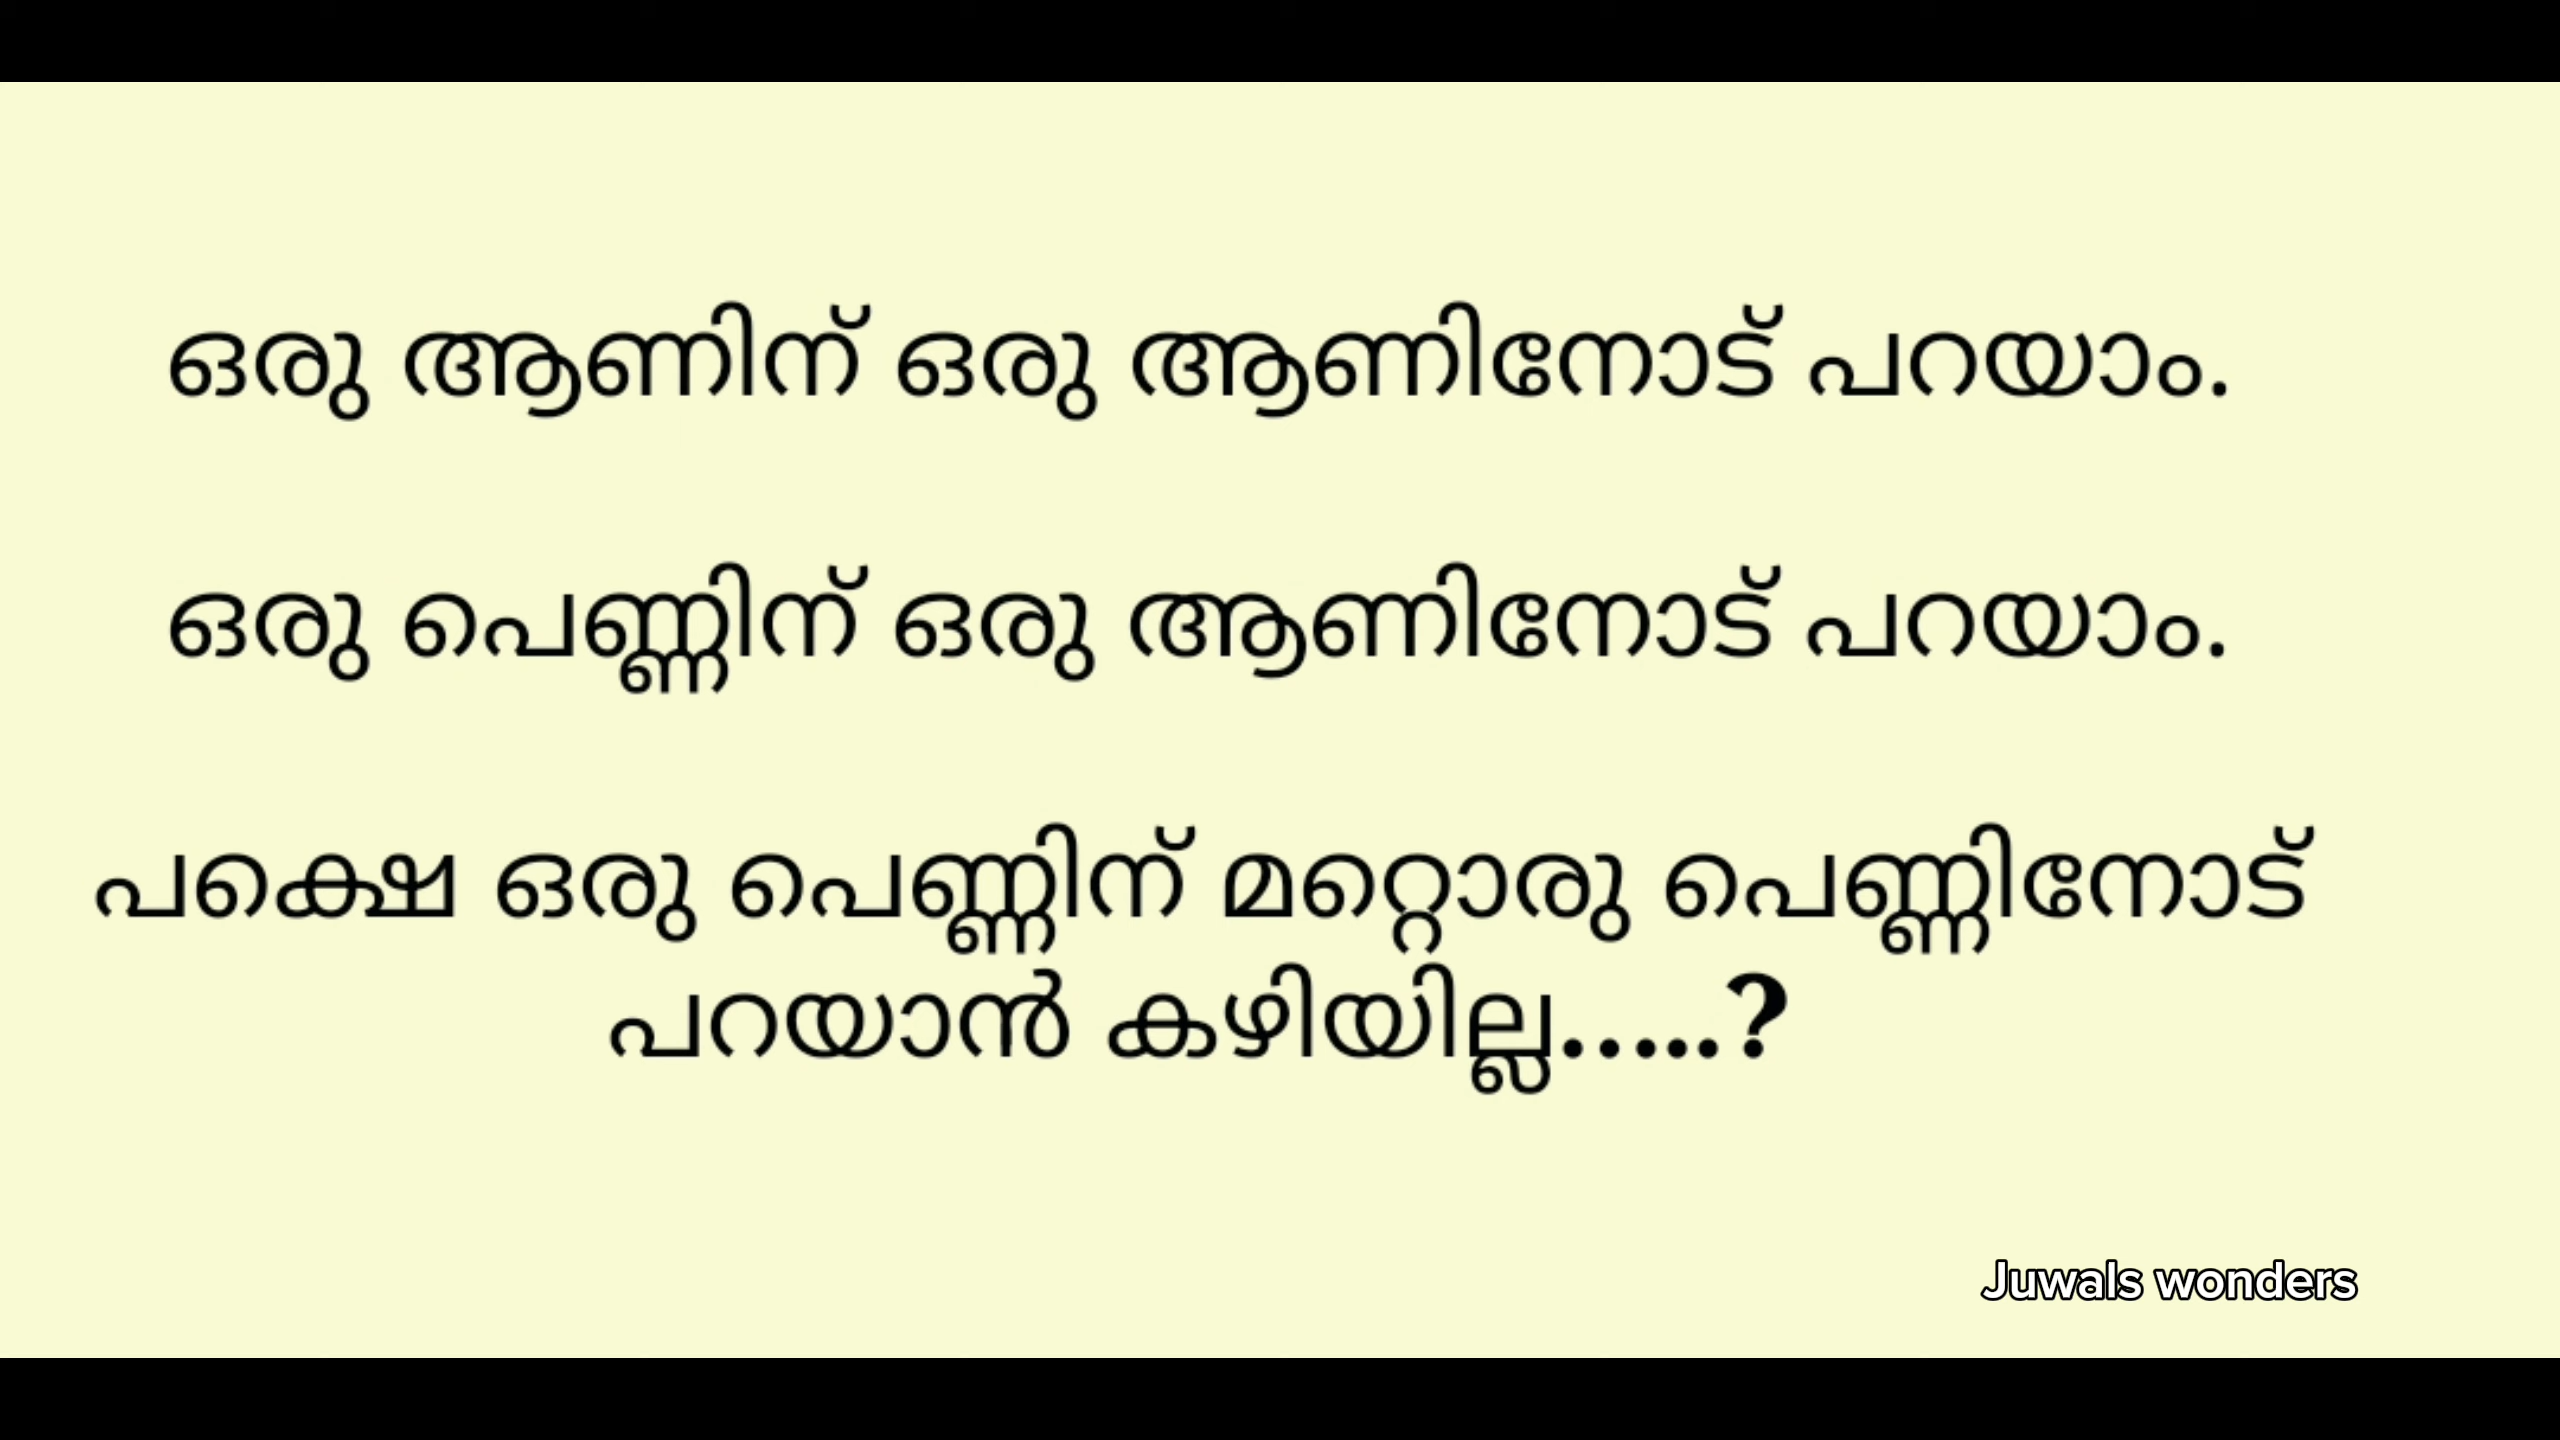 ഒരു ആണിന് ഒരു ആണിനോട് പറയാം.
ഒരു പെണ്ണിന് ഒരു ആണിനോട് പറയാം.
പക്ഷെ ഒരു പെണ്ണിന് മറ്റൊരു പെണ്ണിനോട്
പറയാൻ കഴിയില്ല.....?
Juwals wonders